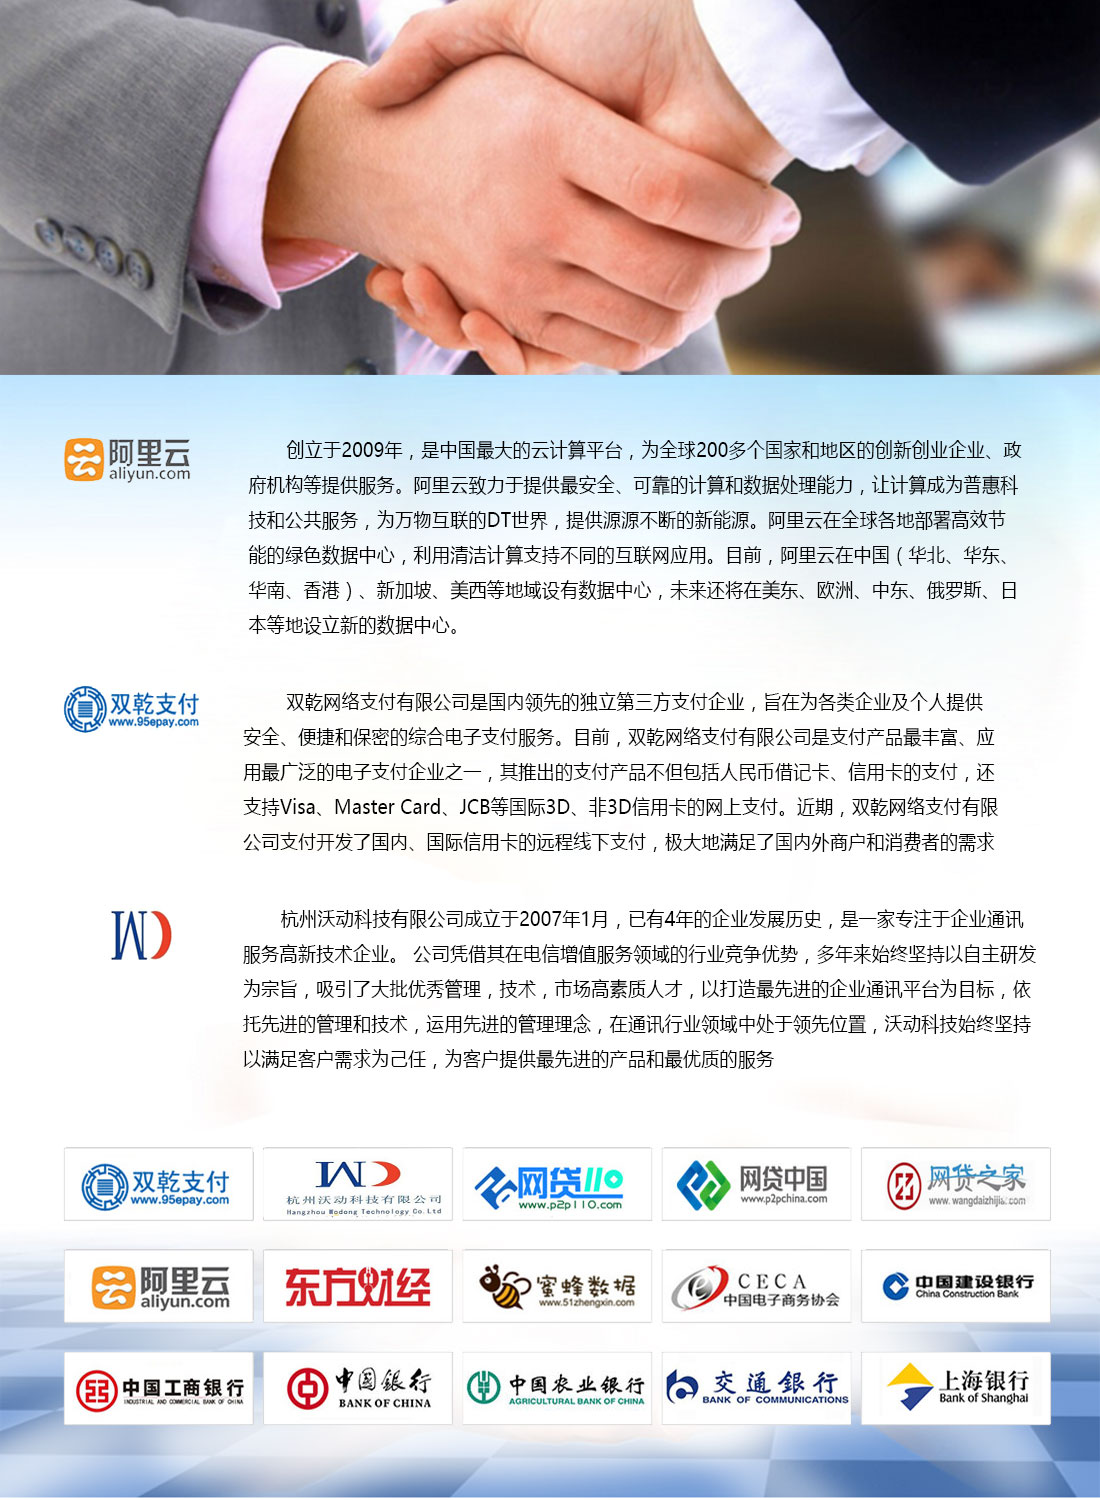 阿里云
aliyun.com
创立于2009年，是中国最大的云计算平台，为全球200多个国家和地区的创新创业企业、政
府机构等提供服务。阿里云致力于提供最安全、可靠的计算和数据处理能力，让计算成为普惠科
技和公共服务，为万物互联的DT世界，提供源源不断的新能源。阿里云在全球各地部署高效节
能的绿色数据中心，利用清洁计算支持不同的互联网应用。目前，阿里云在中国（华北、华东、
华南、香港）、新加坡、美西等地域设有数据中心，未来还将在美东、欧洲、中东、俄罗斯、日
本等地设立新的数据中心。
双乾支付
www.95epay.com
双乾网络支付有限公司是国内领先的独立第三方支付企业，旨在为各类企业及个人提供
安全、便捷和保密的综合电子支付服务。目前，双乾网络支付有限公司是支付产品最丰富、应
用最广泛的电子支付企业之一，其推出的支付产品不但包括人民币借记卡、信用卡的支付，还
支持Visa、Master Card、JCB等国际3D、非3D信用卡的网上支付。近期，双乾网络支付有限
公司支付开发了国内、国际信用卡的远程线下支付，极大地满足了国内外商户和消费者的需求
杭州沃动科技有限公司成立于2007年1月，已有4年的企业发展历史，是一家专注于企业通讯
服务高新技术企业。 公司凭借其在电信增值服务领域的行业竞争优势，多年来始终坚持以自主研发
为宗旨，吸引了大批优秀管理，技术，市场高素质人才，以打造最先进的企业通讯平台为目标，依
托先进的管理和技术，运用先进的管理理念，在通讯行业领域中处于领先位置，沃动科技始终坚持
以满足客户需求为己任，为客户提供最先进的产品和最优质的服务
双乾支付
www.95epay.com
杭州沃动科技有限公司
Hangzhou Wodong Technology Co.Ltd
网贷110
www.p2p110.com
网贷中国
www.p2pchina.com
网贷之家
www.wangdaizhijia.com
阿里云
aliyun.com
东方财经
蜜蜂数据
www.51zhengxin.com
CECA
中国电子商务协会
中国建设银行
China Construction Bank
中国工商银行
INDUSTRIAL AND COMMERCIAL BANK OF CHINA
中国银行
BANK OF CHINA
中国农业银行
AGRICULTURAL BANK OF CHINA
交通银行
BANK OF COMMUNICATIONS
上海银行
Bank of Shanghai